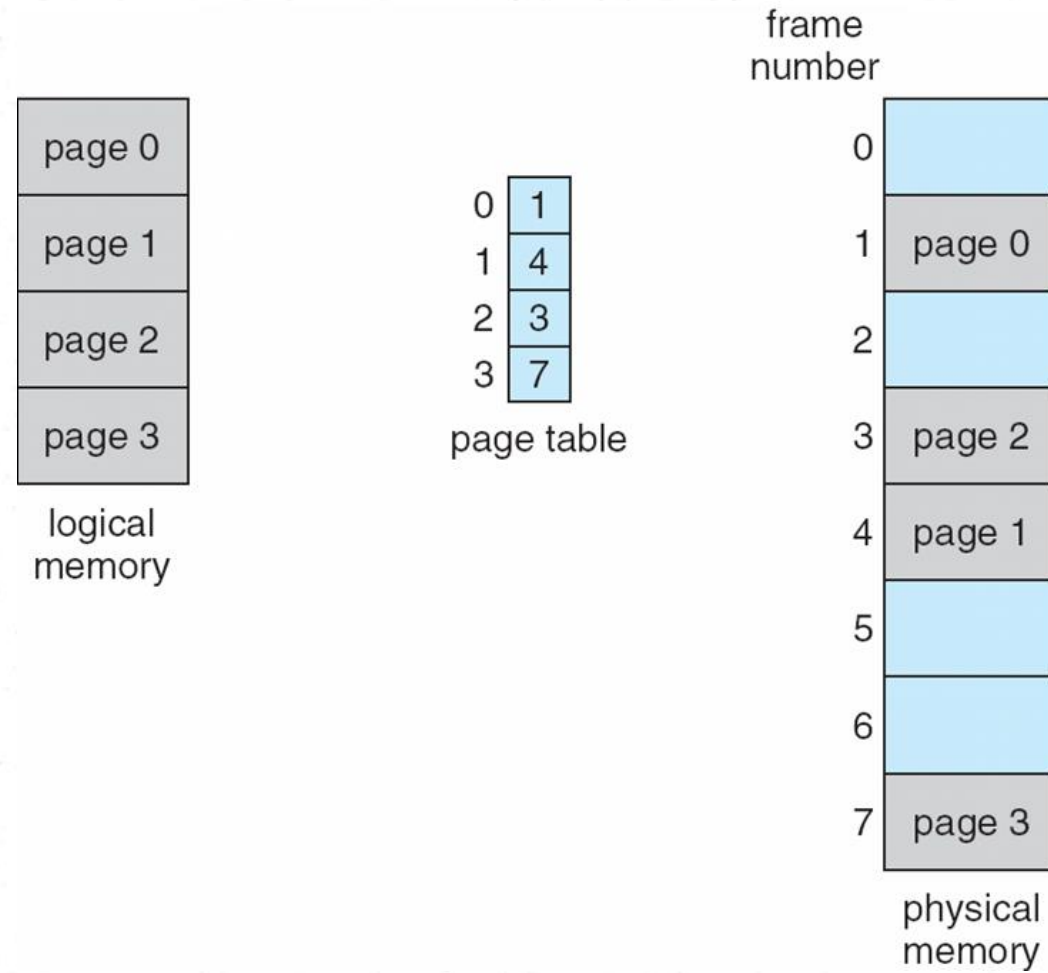 frame
number
page 0
page 1
page 2
page 3
logical
memory
0 1
1 4
2 3
3 7
page table
0
1 page 0
2
3 page 2
4 page 1
5
6
7 page 3
physical
memory